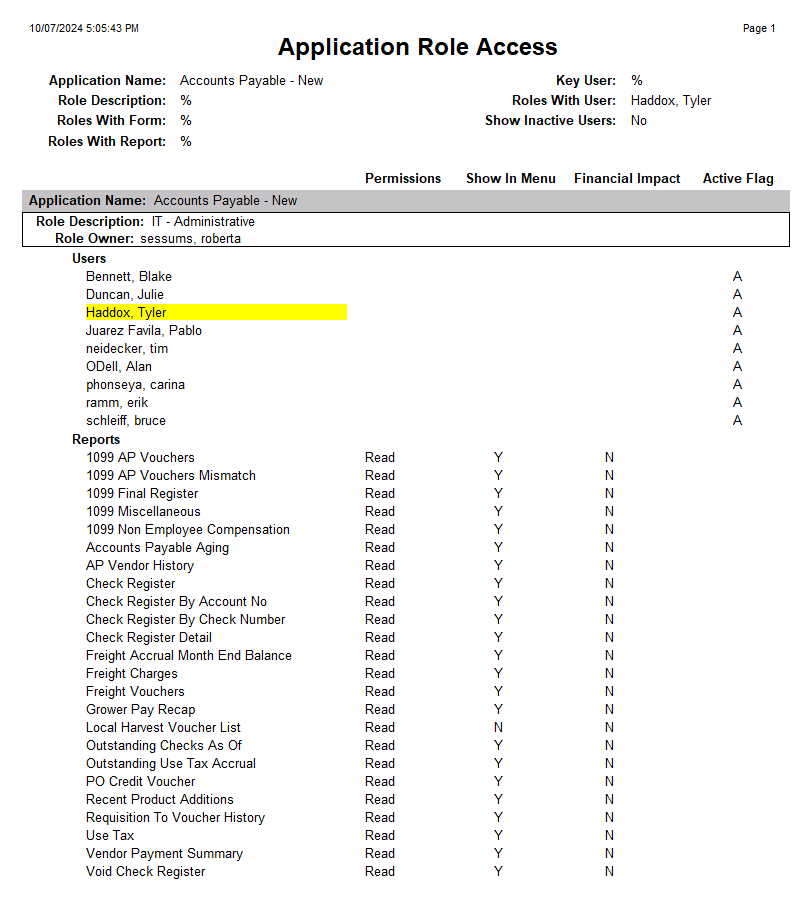 10/07/2024 5:05:43 PM Page 1
Application Role Access
Application Name: Accounts Payable - New Key User: %
Role Description: % Roles With User: Haddox, Tyler
Roles With Form: % Show Inactive Users: No
Roles With Report: %
Permissions Show In Menu Financial Impact Active Flag
Application Name: Accounts Payable - New
Role Description: IT - Administrative
Role Owner: sessums, roberta
Users
Bennett, Blake A
Duncan, Julie A
Haddox, Tyler A
Juarez Favila, Pablo A
neidecker, tim A
ODell, Alan A
phonseya, carina A
ramm, erik A
schleiff, bruce A
Reports
1099 AP Vouchers Read Y N
1099 AP Vouchers Mismatch Read Y N
1099 Final Register Read Y N
1099 Miscellaneous Read Y N
1099 Non Employee Compensation Read Y N
Accounts Payable Aging Read Y N
AP Vendor History Read Y N
Check Register Read Y N
Check Register By Account No Read Y N
Check Register By Check Number Read Y N
Check Register Detail Read Y N
Freight Accrual Month End Balance Read Y N
Freight Charges Read Y N
Freight Vouchers Read Y N
Grower Pay Recap Read Y N
Local Harvest Voucher List Read N N
Outstanding Checks As Of Read Y N
Outstanding Use Tax Accrual Read Y N
PO Credit Voucher Read Y N
Recent Product Additions Read Y N
Requisition To Voucher History Read Y N
Use Tax Read Y N
Vendor Payment Summary Read Y N
Void Check Register Read Y N